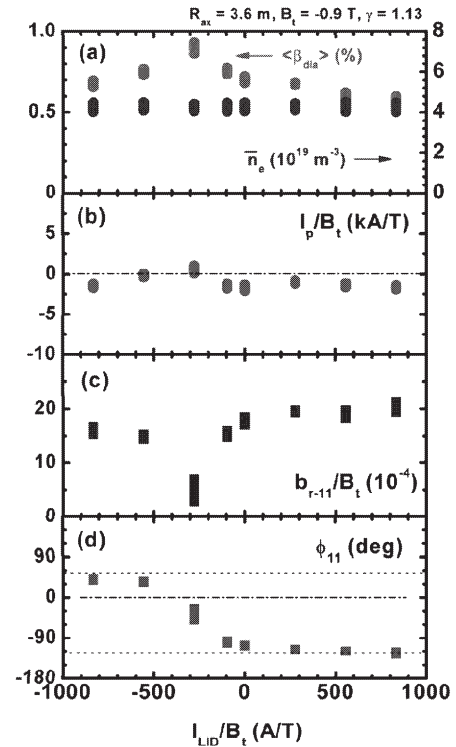 R_ax = 3.6 m, B_t = -0.9 T, γ = 1.13
1.0
8
(a)
<β_dia> (%)
6
0.5
4
n̅_e (10^19 m^-3)
2
0
0
(b)
I_p/B_t (kA/T)
0
-5
-10
(c)
20
10
b_r-11/B_t (10^-4)
0
(d)
ϕ_11 (deg)
90
0
-90
-180
-1000 -500 0 500 1000
I_LID/B_t (A/T)